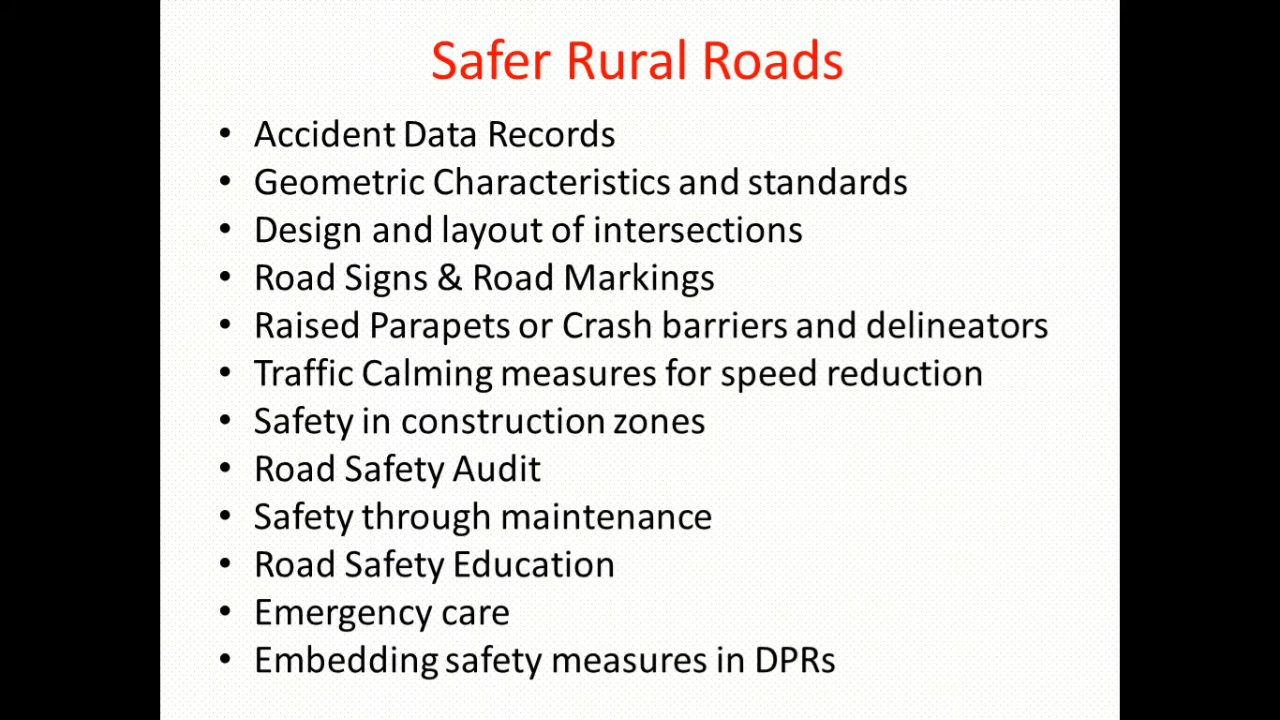 Safer Rural Roads
• Accident Data Records
• Geometric Characteristics and standards
• Design and layout of intersections
• Road Signs & Road Markings
• Raised Parapets or Crash barriers and delineators
• Traffic Calming measures for speed reduction
• Safety in construction zones
• Road Safety Audit
• Safety through maintenance
• Road Safety Education
• Emergency care
• Embedding safety measures in DPRs